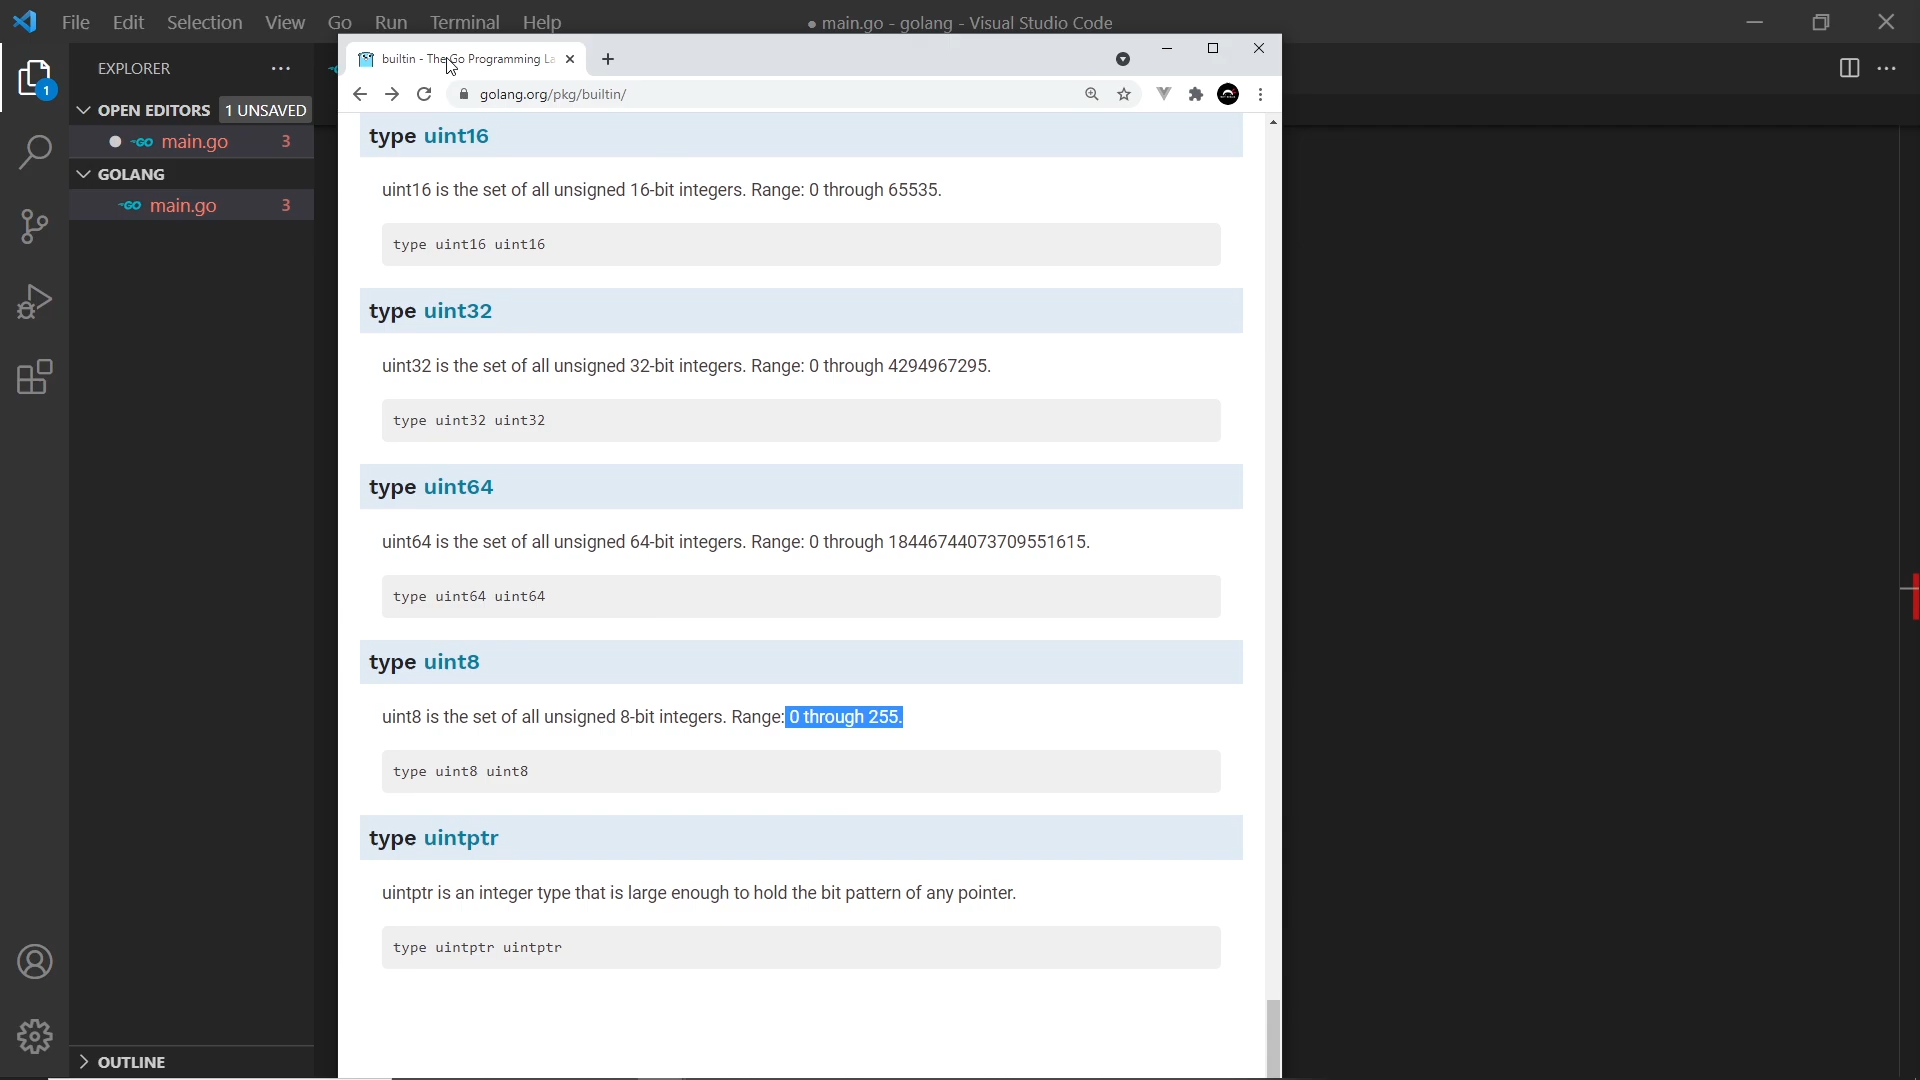 File Edit Selection View Go Run Terminal Help
● main.go - golang - Visual Studio Code
EXPLORER
OPEN EDITORS 1 UNSAVED
GO main.go 3
GOLANG
GO main.go 3
1
OUTLINE
builtin - The Go Programming La
golang.org/pkg/builtin/
type uint16
uint16 is the set of all unsigned 16-bit integers. Range: 0 through 65535.
type uint16 uint16
type uint32
uint32 is the set of all unsigned 32-bit integers. Range: 0 through 4294967295.
type uint32 uint32
type uint64
uint64 is the set of all unsigned 64-bit integers. Range: 0 through 18446744073709551615.
type uint64 uint64
type uint8
uint8 is the set of all unsigned 8-bit integers. Range: 0 through 255.
type uint8 uint8
type uintptr
uintptr is an integer type that is large enough to hold the bit pattern of any pointer.
type uintptr uintptr